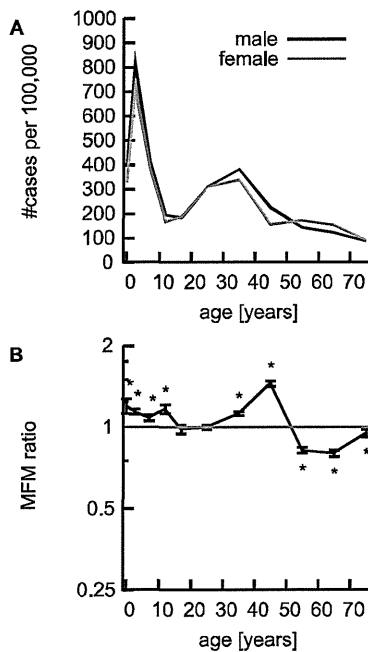 A
1000
900
800
700
600
500
400
300
200
100
0
#cases per 100,000
male
female
0 10 20 30 40 50 60 70
age [years]
B
2
1
0.5
0.25
MFM ratio
* * * * * * * * *
0 10 20 30 40 50 60 70
age [years]